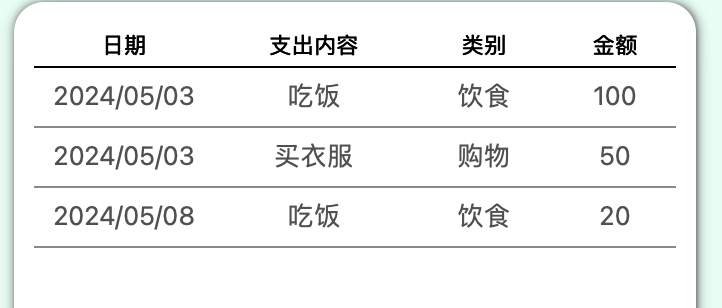 日期 支出内容 类别 金额
2024/05/03 吃饭 饮食 100
2024/05/03 买衣服 购物 50
2024/05/08 吃饭 饮食 20